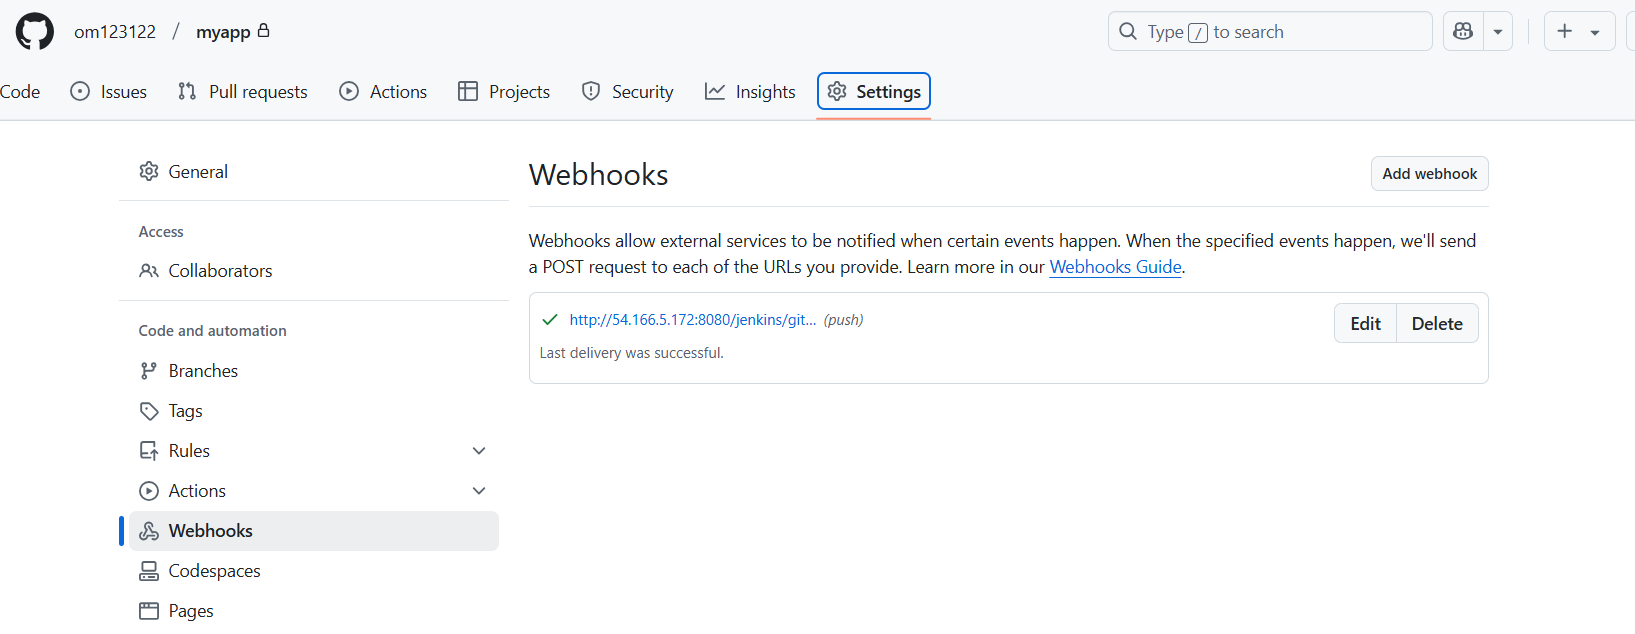 om123122 / myapp
Type / to search
Code Issues Pull requests Actions Projects Security Insights Settings
General
Access
Collaborators
Code and automation
Branches
Tags
Rules
Actions
Webhooks
Codespaces
Pages
Webhooks
Add webhook
Webhooks allow external services to be notified when certain events happen. When the specified events happen, we'll send
a POST request to each of the URLs you provide. Learn more in our Webhooks Guide.
http://54.166.5.172:8080/jenkins/git... (push)
Edit Delete
Last delivery was successful.